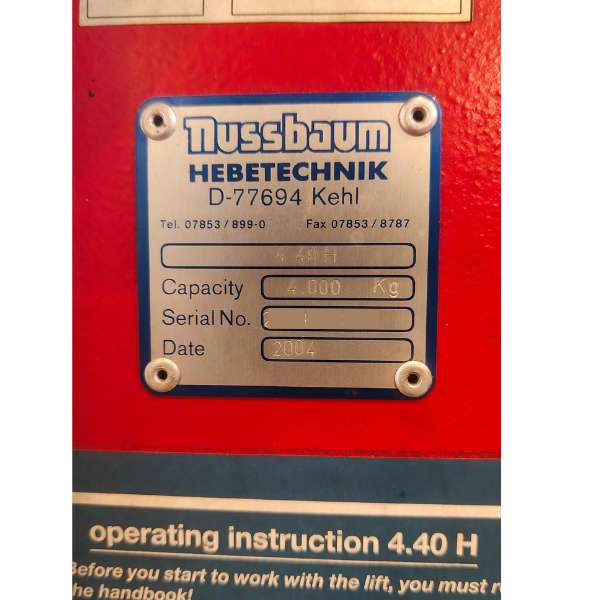 nussbaum
HEBETECHNIK
D-77694 Kehl
Tel. 07853/899-0 Fax 07853/8787
4.40 H
Capacity 4.000 Kg
Serial No.
Date 2004
operating instruction 4.40 H
Before you start to work with the lift, you must
the handbook!